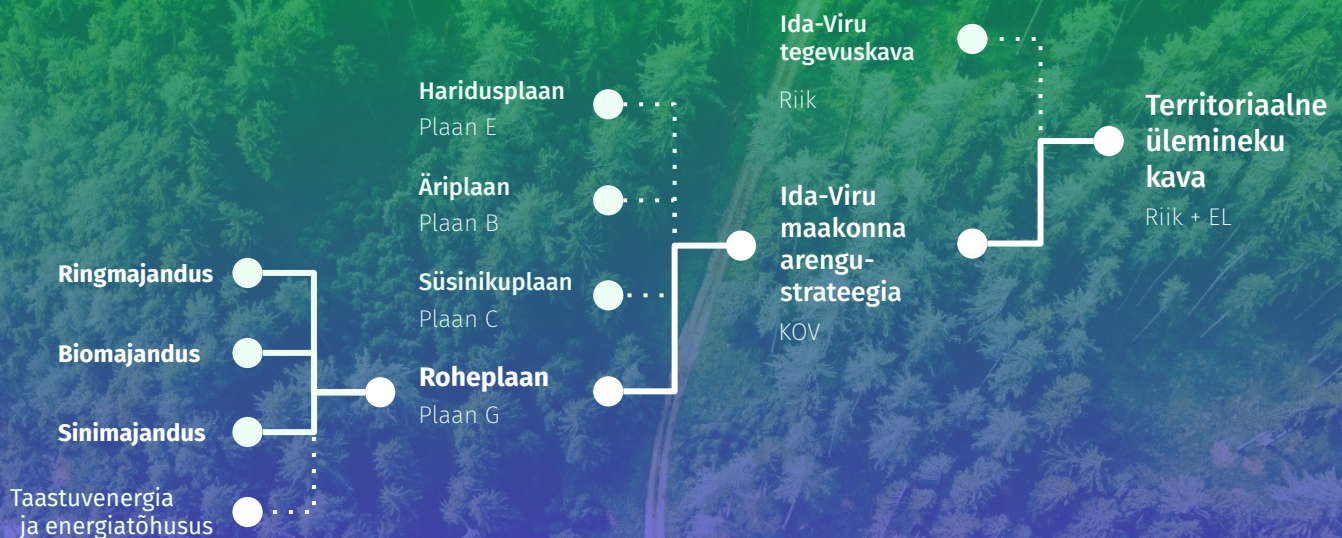 Ringmajandus
Biomajandus
Sinimajandus
Taastuvenergia
ja energiatõhusus
Haridusplaan
Plaan E
Äriplaan
Plaan B
Süsinikuplaan
Plaan C
Roheplaan
Plaan G
Ida-Viru
tegevuskava
Riik
Ida-Viru
maakonna
arengu-
strateegia
KOV
Territoriaalne
ülemineku
kava
Riik + EL